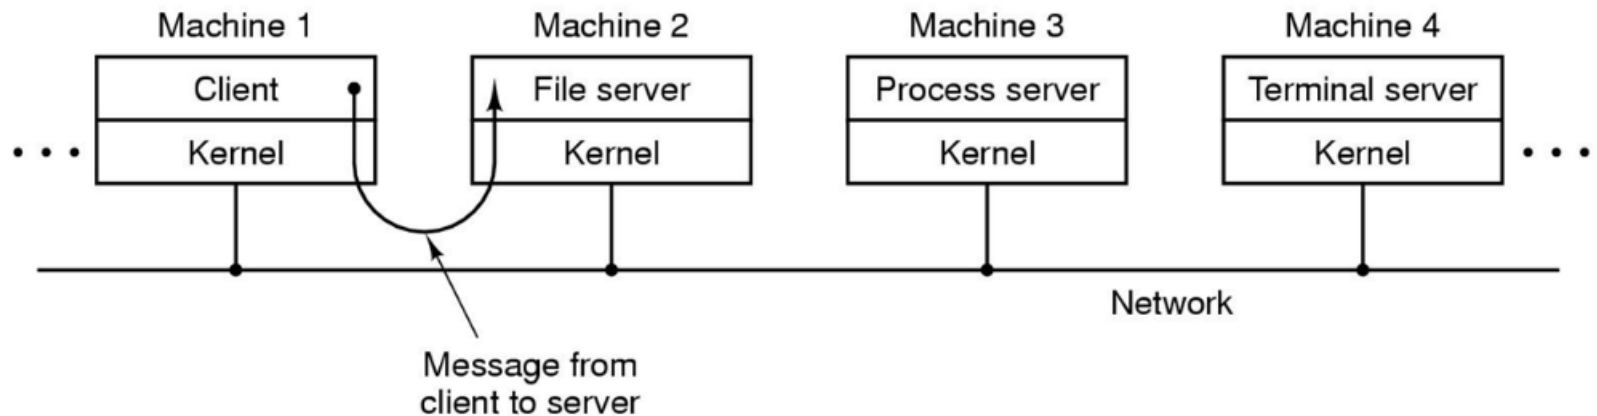 Machine 1
Machine 2
Machine 3
Machine 4
Client
File server
Process server
Terminal server
Kernel
Kernel
Kernel
Kernel
Network
Message from
client to server